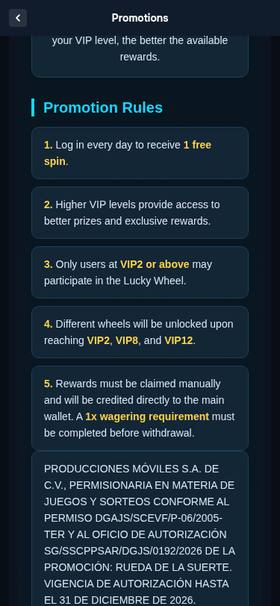 Promotions
your VIP level, the better the available
rewards.
Promotion Rules
1. Log in every day to receive 1 free
spin.
2. Higher VIP levels provide access to
better prizes and exclusive rewards.
3. Only users at VIP2 or above may
participate in the Lucky Wheel.
4. Different wheels will be unlocked upon
reaching VIP2, VIP8, and VIP12.
5. Rewards must be claimed manually
and will be credited directly to the main
wallet. A 1x wagering requirement must
be completed before withdrawal.
PRODUCCIONES MÓVILES S.A. DE
C.V., PERMISIONARIA EN MATERIA DE
JUEGOS Y SORTEOS CONFORME AL
PERMISO DGAJS/SCEVF/P-06/2005-
TER Y AL OFICIO DE AUTORIZACIÓN
SG/SSCPPSAR/DGJS/0192/2026 DE LA
PROMOCIÓN: RUEDA DE LA SUERTE.
VIGENCIA DE AUTORIZACIÓN HASTA
EL 31 DE DICIEMBRE DE 2026.